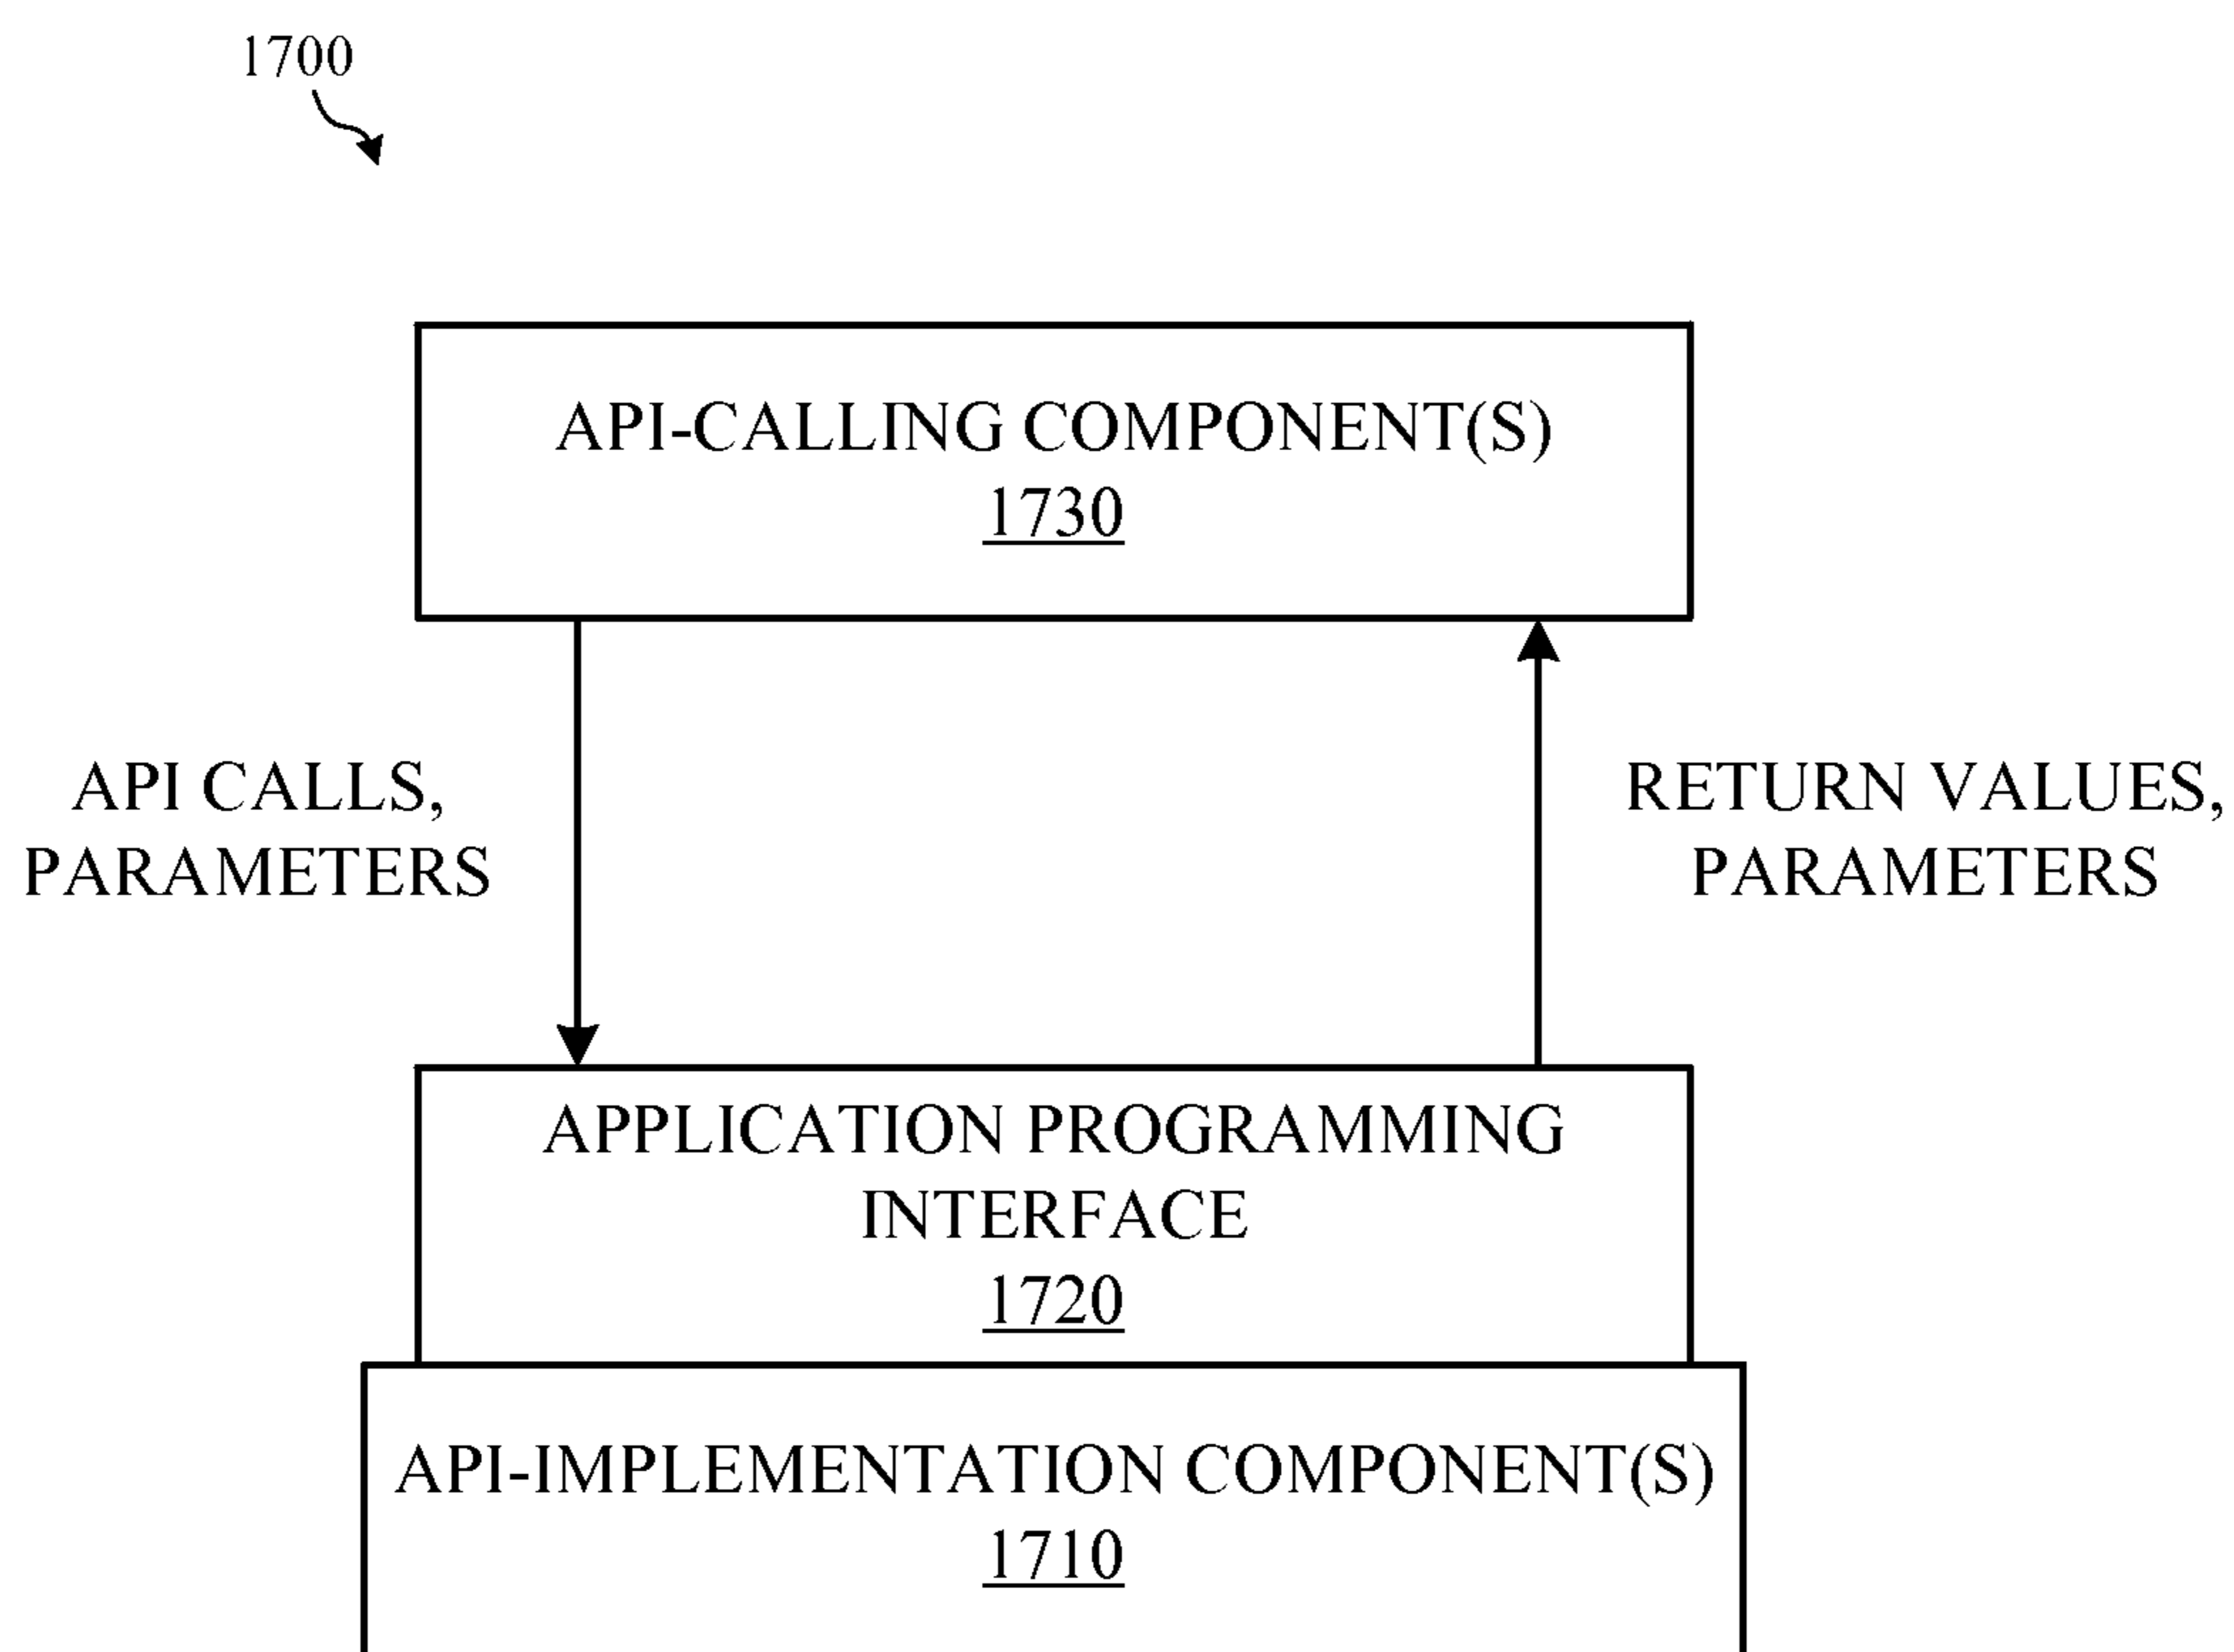 1700
API-CALLING COMPONENT(S)
1730
API CALLS,
PARAMETERS
RETURN VALUES,
PARAMETERS
APPLICATION PROGRAMMING
INTERFACE
1720
API-IMPLEMENTATION COMPONENT(S)
1710